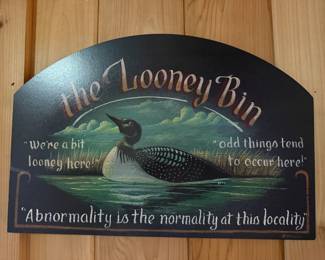 the Looney Bin
"We're a bit
looney here!"
"Odd things tend
to occur here!"
"Abnormality is the normality at this locality"